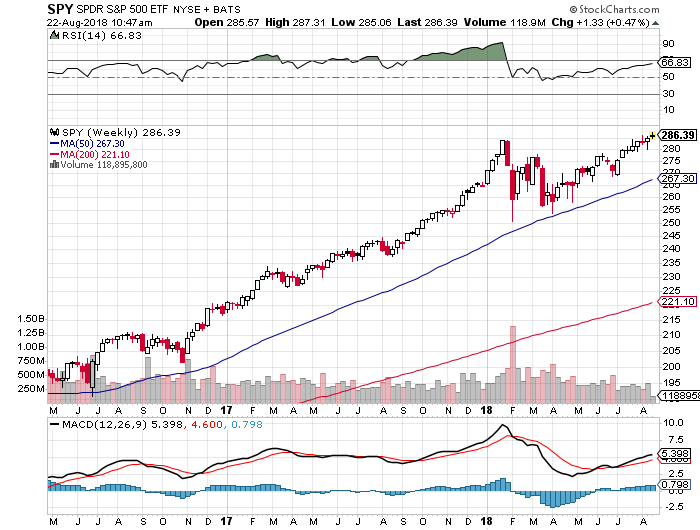 SPY SPDR S&P 500 ETF NYSE + BATS © StockCharts.com
22-Aug-2018 10:47am Open 285.57 High 287.31 Low 285.06 Last 286.39 Volume 118.9M Chg +1.33 (+0.47%)
RSI(14) 66.83
90
70
66.83
50
30
10
SPY (Weekly) 286.39
MA(50) 267.30
MA(200) 221.10
Volume 118,895,800
286.39
280
275
270
267.30
265
260
255
250
245
240
235
230
225
221.10
215
210
205
200
195
1.50B
1.25B
1.00B
750M
500M
250M
1188958
M J J A S O N D 17 F M A M J J A S O N D 18 F M A M J J A
MACD(12,26,9) 5.398, 4.600, 0.798
10.0
7.5
5.398
2.5
0.798
0.0
-2.5
M J J A S O N D 17 F M A M J J A S O N D 18 F M A M J J A